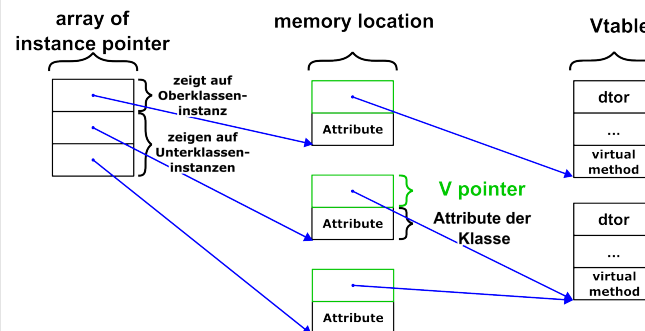 array of
instance pointer
memory location
Vtable
zeigt auf
Oberklassen-
instanz
zeigen auf
Unterklassen-
instanzen
Attribute
V pointer
Attribute
Attribute der
Klasse
Attribute
dtor
...
virtual
method
dtor
...
virtual
method